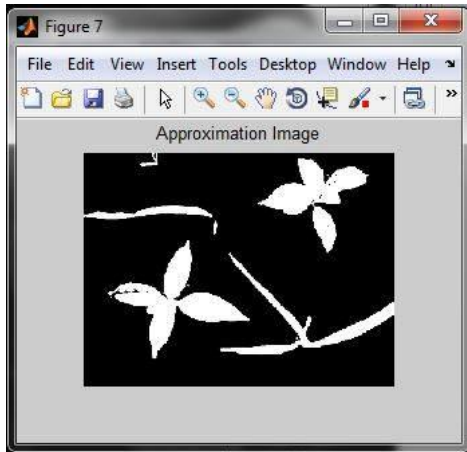 Figure 7
File Edit View Insert Tools Desktop Window Help
Approximation Image